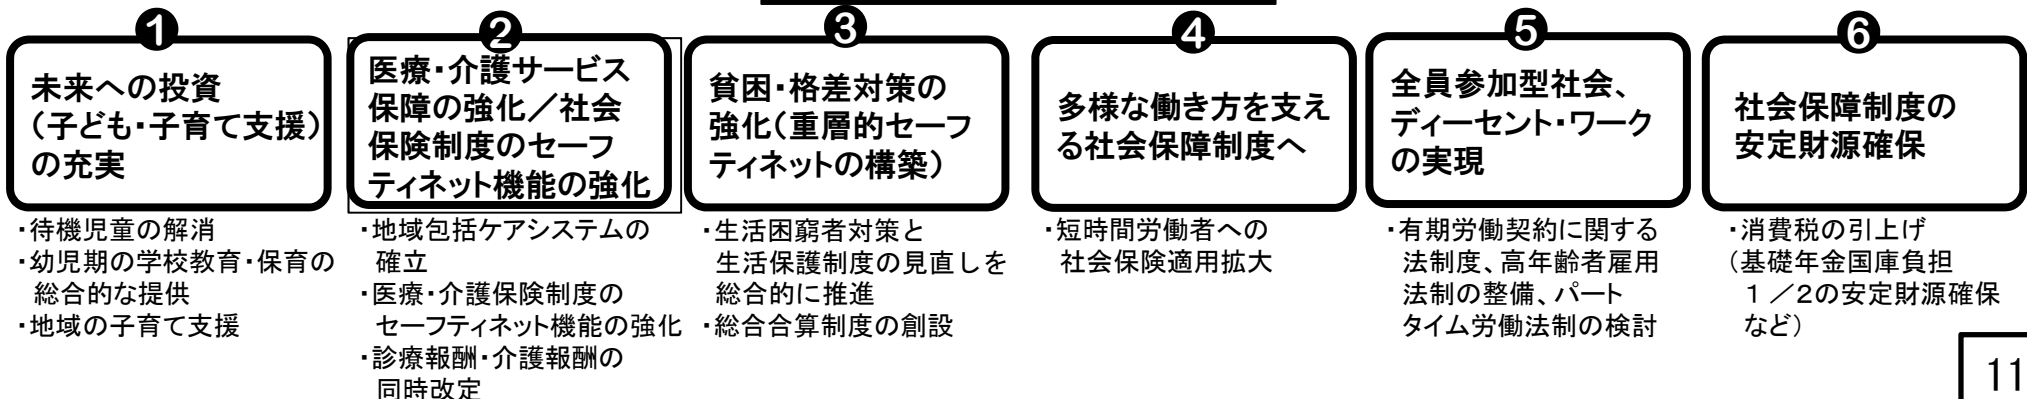 ❶
未来への投資
（子ども・子育て支援）
の充実
・待機児童の解消
・幼児期の学校教育・保育の
総合的な提供
・地域の子育て支援
❷
医療・介護サービス
保障の強化／社会
保険制度のセーフ
ティネット機能の強化
・地域包括ケアシステムの
確立
・医療・介護保険制度の
セーフティネット機能の強化
・診療報酬・介護報酬の
同時改定
❸
貧困・格差対策の
強化（重層的セーフ
ティネットの構築）
・生活困窮者対策と
生活保護制度の見直しを
総合的に推進
・総合合算制度の創設
❹
多様な働き方を支え
る社会保障制度へ
・短時間労働者への
社会保険適用拡大
❺
全員参加型社会、
ディーセント・ワーク
の実現
・有期労働契約に関する
法制度、高年齢者雇用
法制の整備、パート
タイム労働法制の検討
❻
社会保障制度の
安定財源確保
・消費税の引上げ
（基礎年金国庫負担
１／２の安定財源確保
など）
11